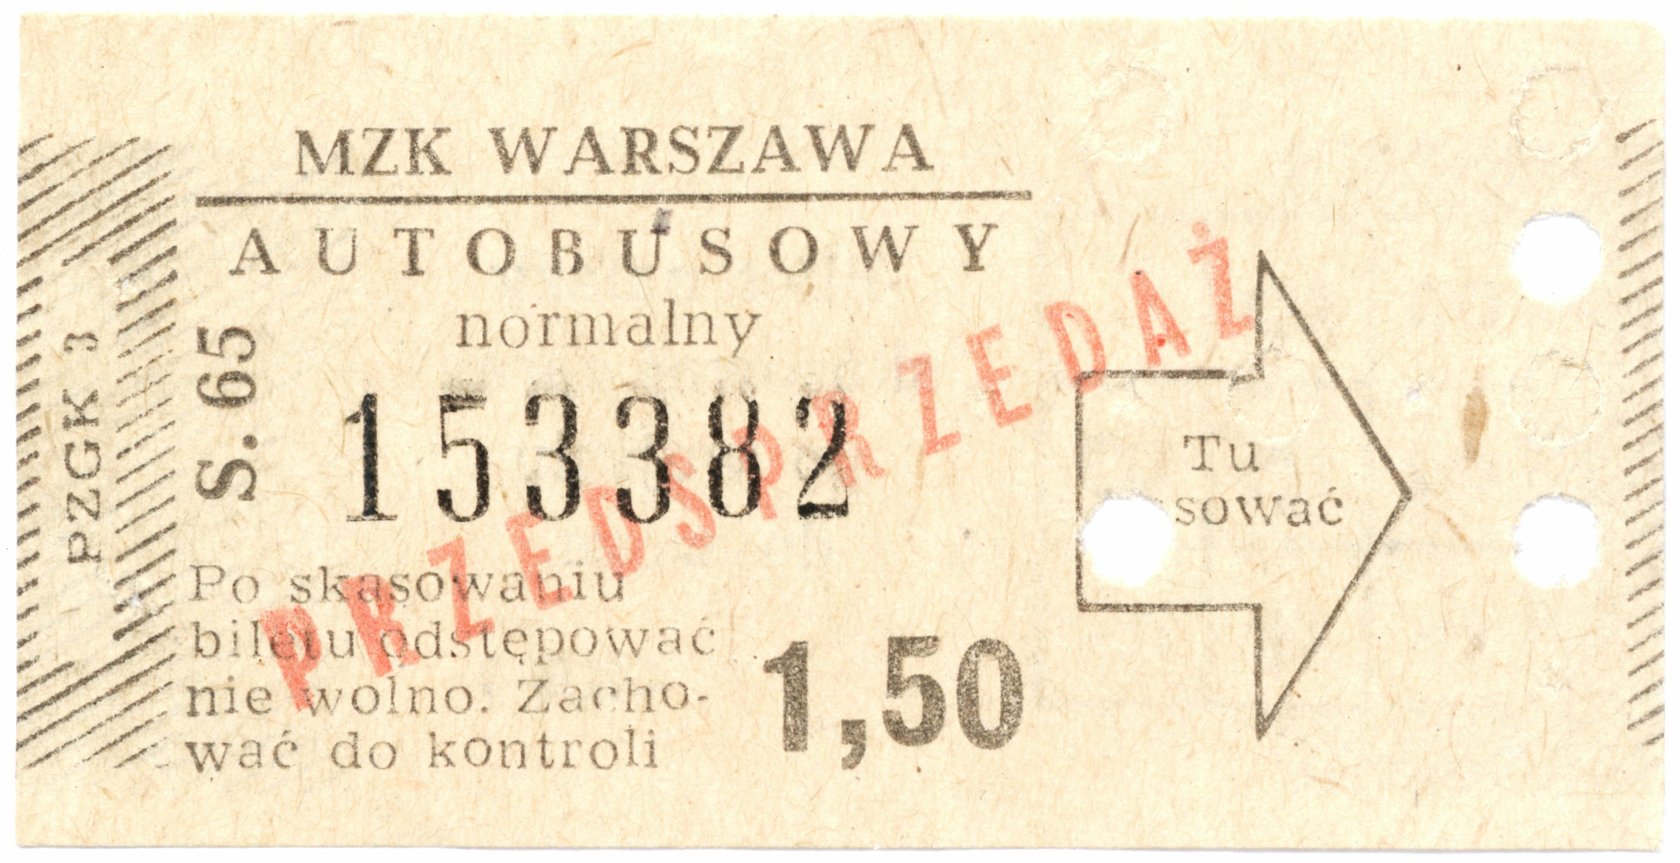 MZK WARSZAWA
AUTOBUSOWY
normalny
PZGK 3
S. 65
153382
PRZEDSPRZEDAŻ
Po skasowaniu
biletu odstępować
nie wolno. Zacho-
wać do kontroli
1,50
Tu
sować